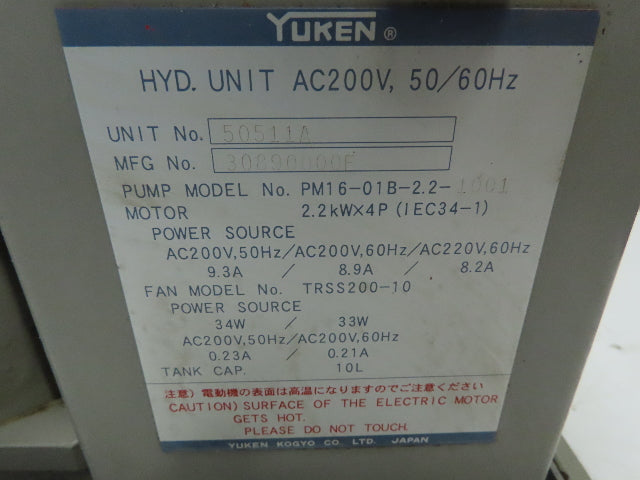 YUKEN ®
HYD. UNIT AC200V, 50/60Hz
UNIT No. 50511A
MFG No.
PUMP MODEL No. PM16-01B-2.2-1001
MOTOR 2.2kW×4P (IEC34-1)
POWER SOURCE
AC200V,50Hz/AC200V,60Hz/AC220V,60Hz
9.3A / 8.9A / 8.2A
FAN MODEL No. TRSS200-10
POWER SOURCE
34W / 33W
AC200V,50Hz/AC200V,60Hz
0.23A / 0.21A
TANK CAP. 10L
注意) 電動機の表面は高温になりますのでご注意ください
CAUTION) SURFACE OF THE ELECTRIC MOTOR
GETS HOT.
PLEASE DO NOT TOUCH.
YUKEN KOGYO CO. LTD. JAPAN